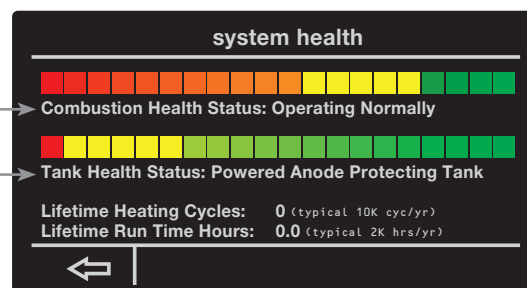 system health
Combustion Health Status: Operating Normally
Tank Health Status: Powered Anode Protecting Tank
Lifetime Heating Cycles: 0 (typical 10K cyc/yr)
Lifetime Run Time Hours: 0.0 (typical 2K hrs/yr)